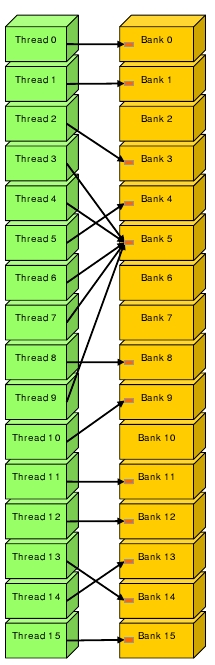 Thread 0 Bank 0
Thread 1 Bank 1
Thread 2 Bank 2
Thread 3 Bank 3
Thread 4 Bank 4
Thread 5 Bank 5
Thread 6 Bank 6
Thread 7 Bank 7
Thread 8 Bank 8
Thread 9 Bank 9
Thread 10 Bank 10
Thread 11 Bank 11
Thread 12 Bank 12
Thread 13 Bank 13
Thread 14 Bank 14
Thread 15 Bank 15